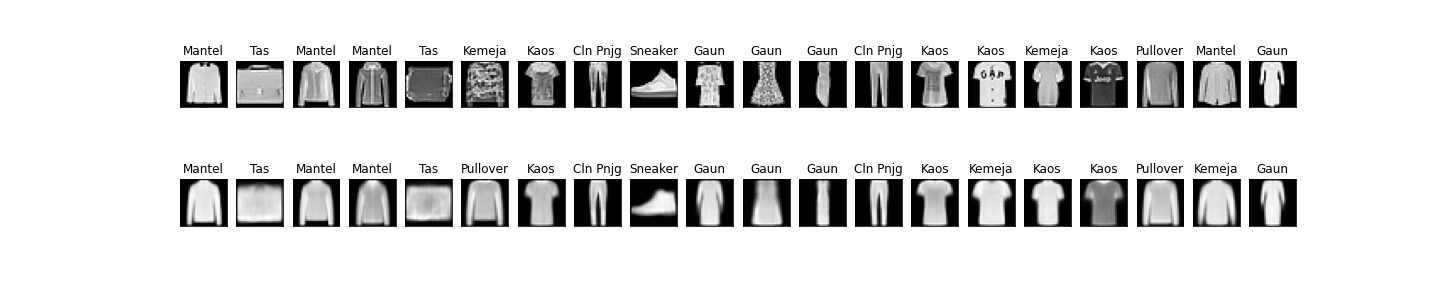 Mantel Tas Mantel Mantel Tas Kemeja Kaos Cln Pnjg Sneaker Gaun Gaun Gaun Cln Pnjg Kaos Kaos Kemeja Kaos Pullover Mantel Gaun
GAP
Jeep
Mantel Tas Mantel Mantel Tas Pullover Kaos Cln Pnjg Sneaker Gaun Gaun Gaun Cln Pnjg Kaos Kemeja Kaos Kaos Pullover Kemeja Gaun